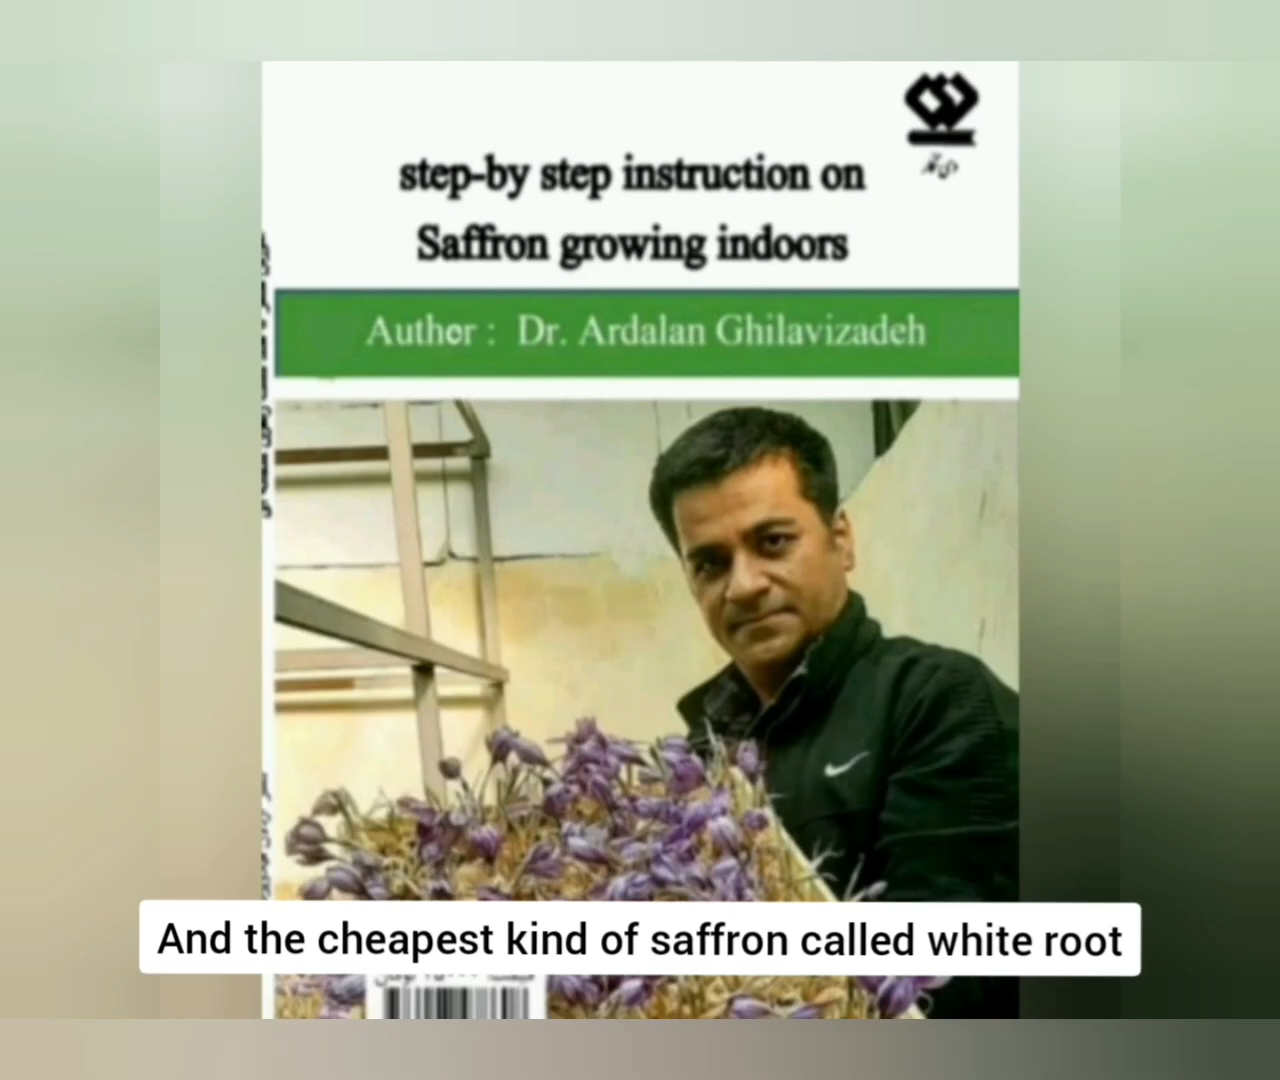 step-by step instruction on
Saffron growing indoors
Author : Dr. Ardalan Ghilavizadeh
And the cheapest kind of saffron called white root